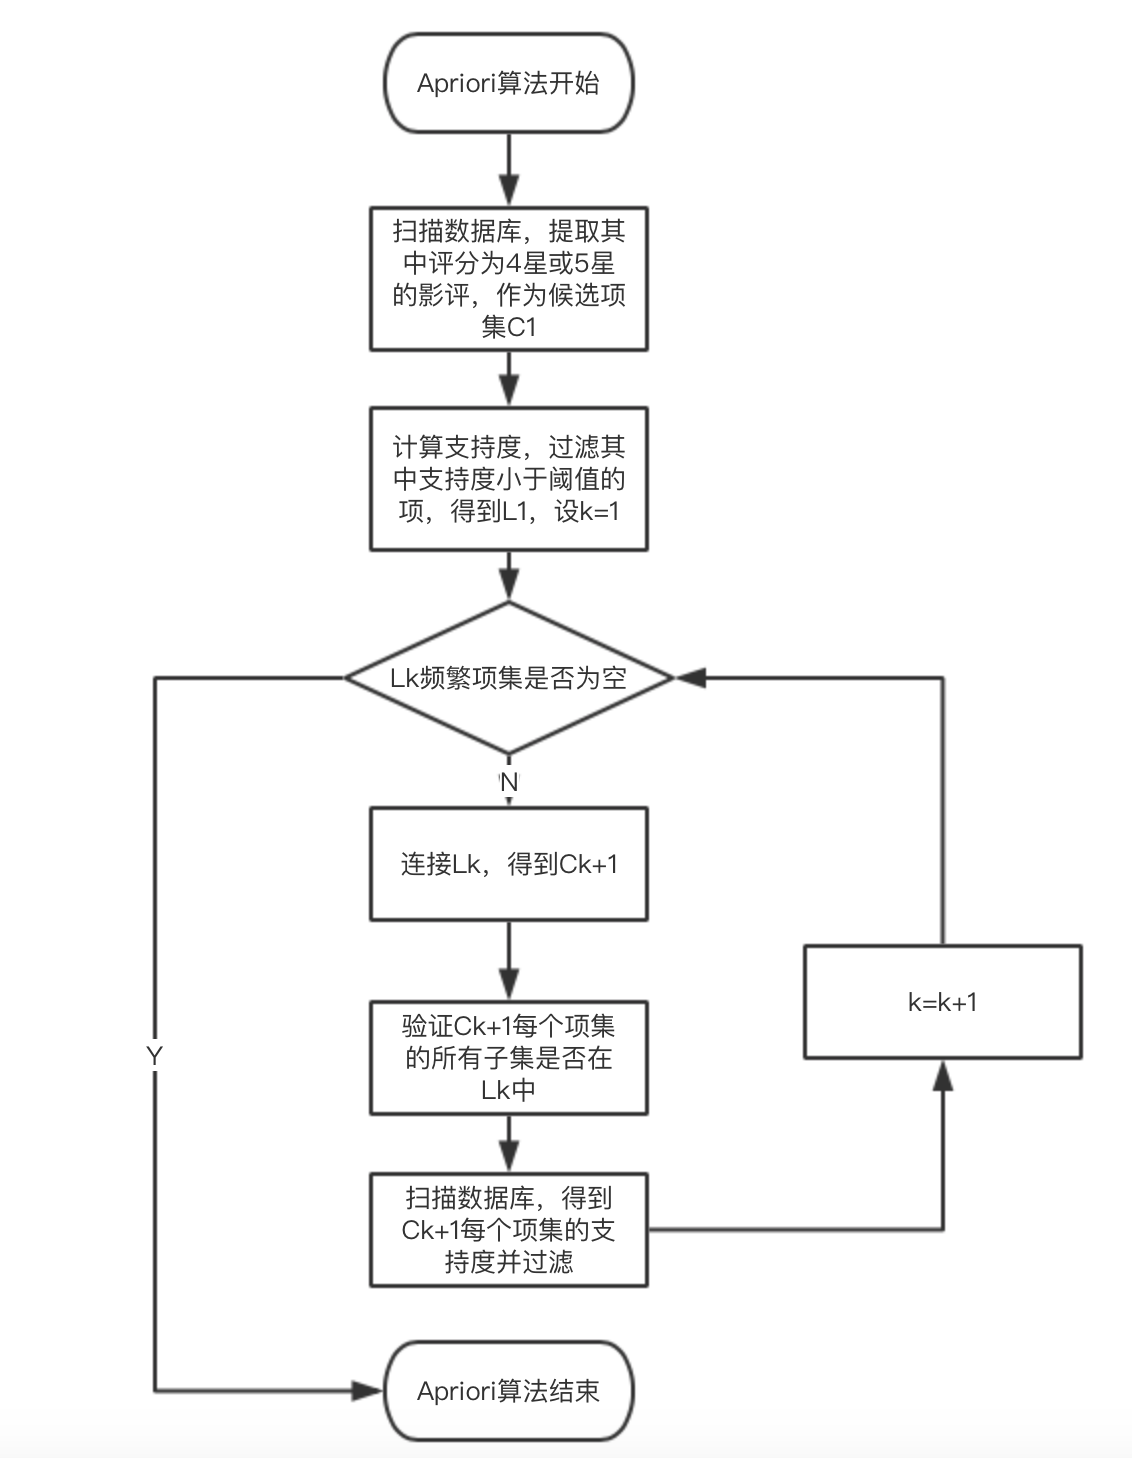 Apriori算法开始
扫描数据库，提取其
中评分为4星或5星
的影评，作为候选项
集C1
计算支持度，过滤其
中支持度小于阈值的
项，得到L1，设k=1
Lk频繁项集是否为空
N
连接Lk，得到Ck+1
k=k+1
验证Ck+1每个项集
的所有子集是否在
Lk中
Y
扫描数据库，得到
Ck+1每个项集的支
持度并过滤
Apriori算法结束